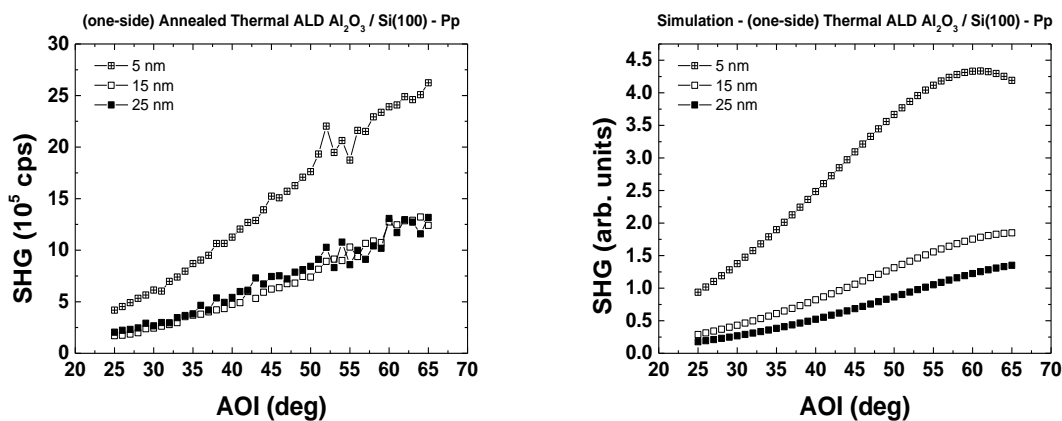 (one-side) Annealed Thermal ALD Al₂O₃ / Si(100) - Pp
30
25
20
15
10
5
0
SHG (10⁵ cps)
5 nm
15 nm
25 nm
20 25 30 35 40 45 50 55 60 65 70
AOI (deg)
Simulation - (one-side) Thermal ALD Al₂O₃ / Si(100) - Pp
4.5
4.0
3.5
3.0
2.5
2.0
1.5
1.0
0.5
0.0
SHG (arb. units)
5 nm
15 nm
25 nm
20 25 30 35 40 45 50 55 60 65 70
AOI (deg)